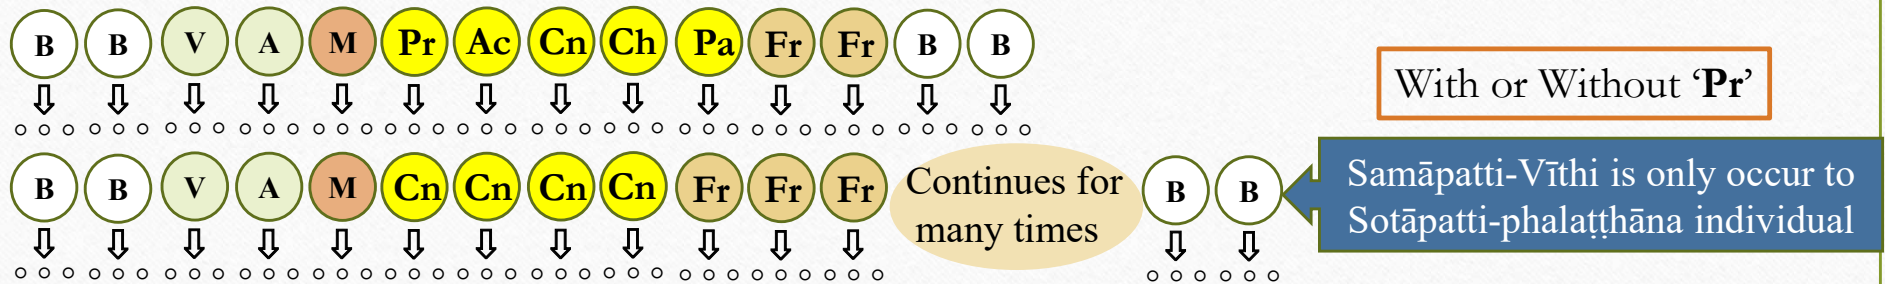 B B V A M Pr Ac Cn Ch Pa Fr Fr B B
With or Without ‘Pr’
B B V A M Cn Cn Cn Cn Fr Fr Fr Continues for many times B B
Samāpatti-Vīthi is only occur to
Sotāpatti-phalaṭṭhāna individual